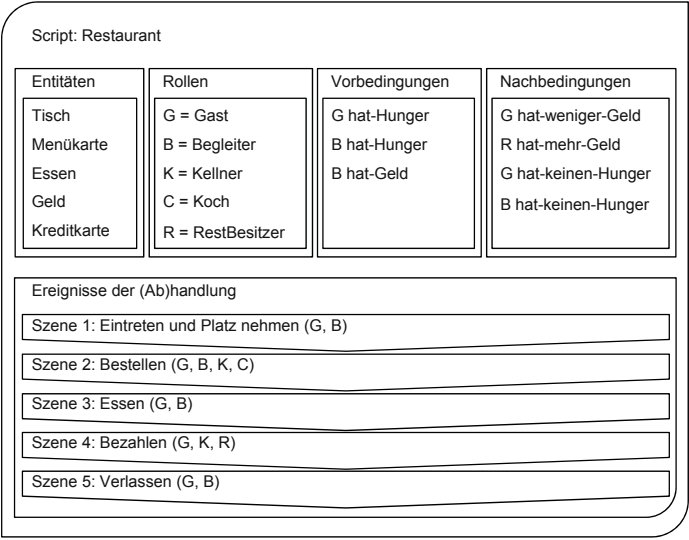 Script: Restaurant
Entitäten
Tisch
Menükarte
Essen
Geld
Kreditkarte
Rollen
G = Gast
B = Begleiter
K = Kellner
C = Koch
R = RestBesitzer
Vorbedingungen
G hat-Hunger
B hat-Hunger
B hat-Geld
Nachbedingungen
G hat-weniger-Geld
R hat-mehr-Geld
G hat-keinen-Hunger
B hat-keinen-Hunger
Ereignisse der (Ab)handlung
Szene 1: Eintreten und Platz nehmen (G, B)
Szene 2: Bestellen (G, B, K, C)
Szene 3: Essen (G, B)
Szene 4: Bezahlen (G, K, R)
Szene 5: Verlassen (G, B)